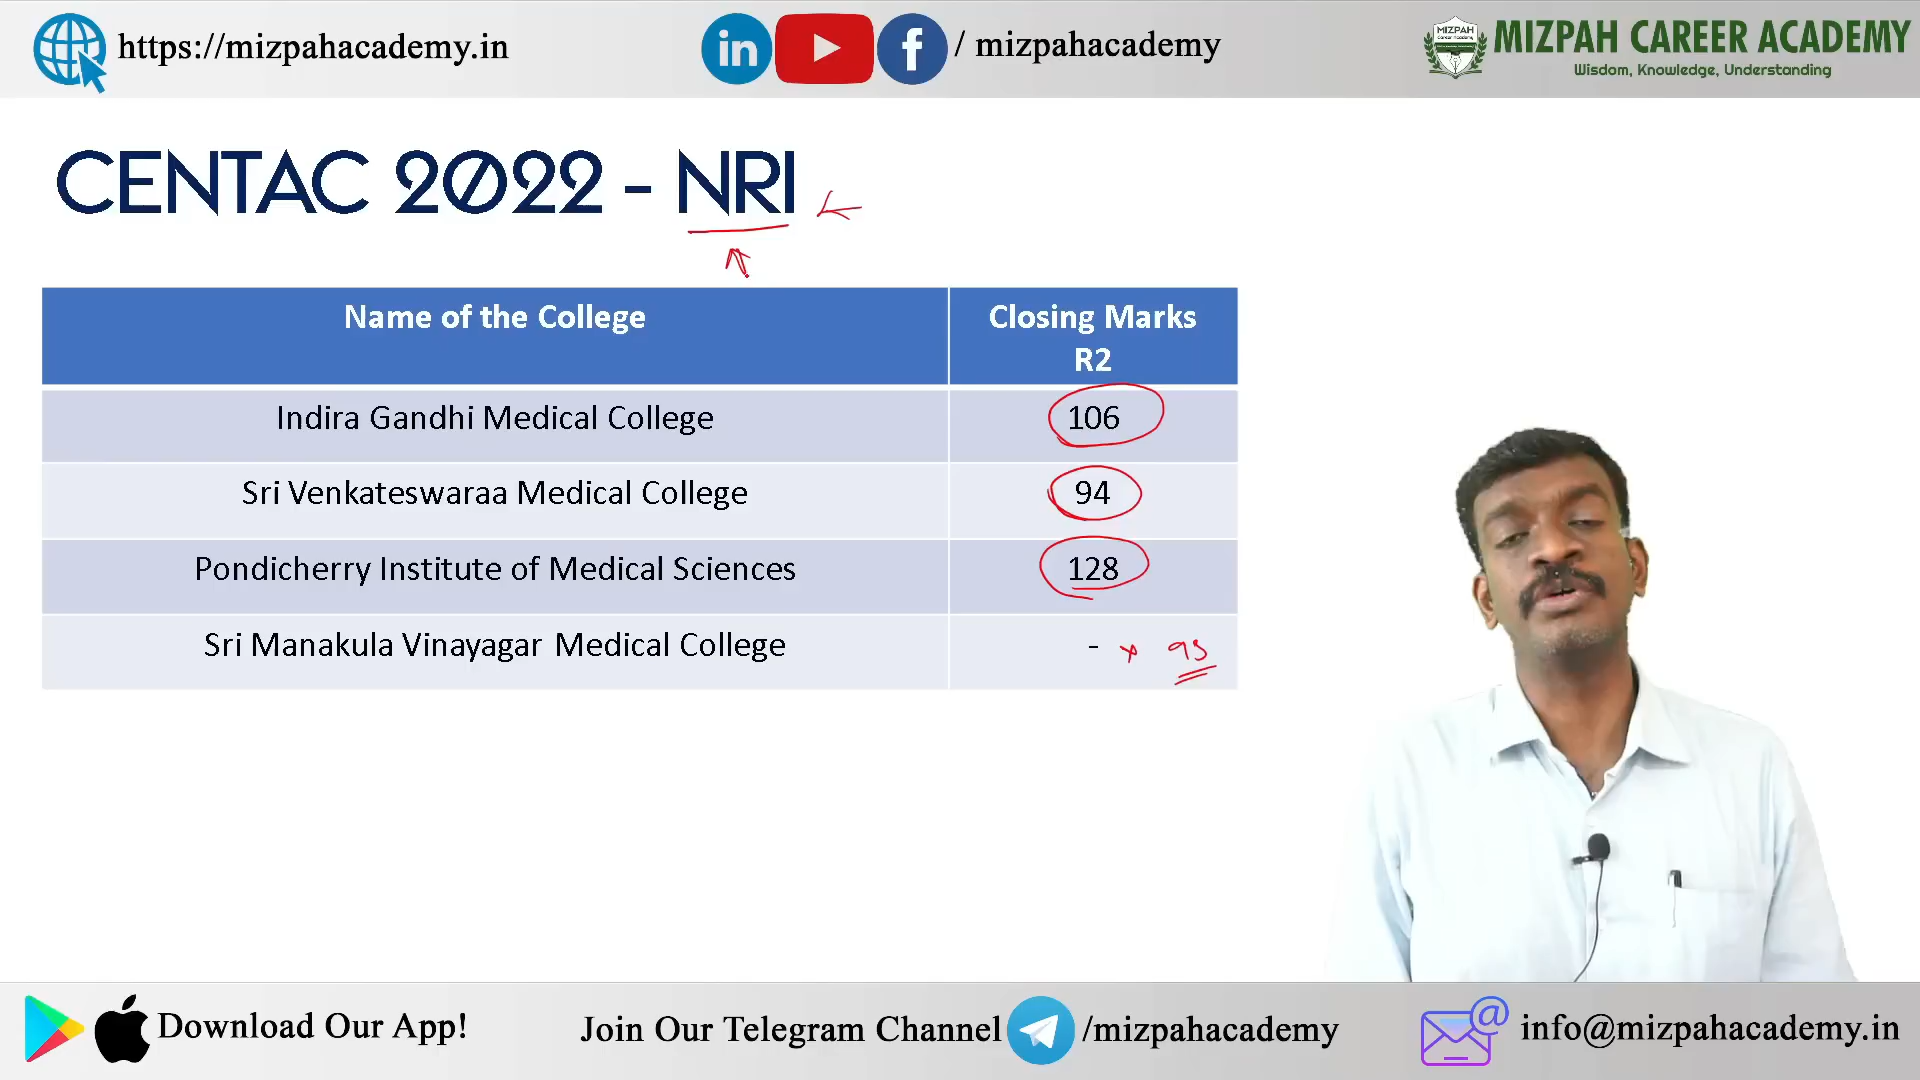 https://mizpahacademy.in
in
f
/ mizpahacademy
MIZPAH
MIZPAH CAREER ACADEMY
Wisdom, Knowledge, Understanding
CENTAC 2022 - NRI
Name of the College
Closing Marks
R2
Indira Gandhi Medical College
106
Sri Venkateswaraa Medical College
94
Pondicherry Institute of Medical Sciences
128
Sri Manakula Vinayagar Medical College
-
Download Our App!
Join Our Telegram Channel
/mizpahacademy
@
info@mizpahacademy.in